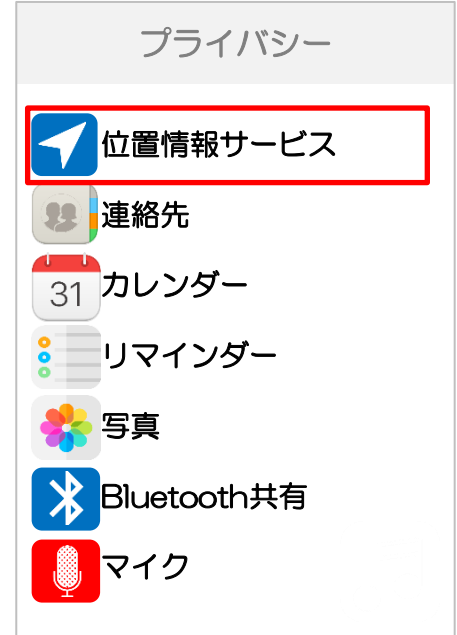 プライバシー
位置情報サービス
連絡先
31
カレンダー
リマインダー
写真
Bluetooth共有
マイク